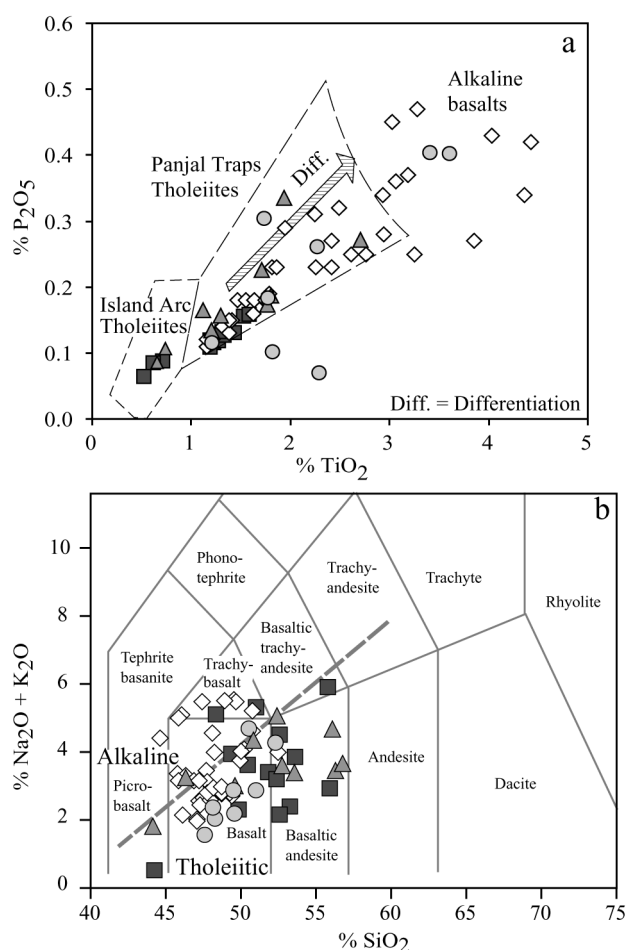 a
0.6
0.5
0.4
0.3
0.2
0.1
0.0
% P₂O₅
Alkaline
basalts
Panjal Traps
Tholeiites
Diff.
Island Arc
Tholeiites
Diff. = Differentiation
0 1 2 3 4 5
% TiO₂
b
10
8
6
4
2
0
% Na₂O + K₂O
Phono-
tephrite
Trachy-
andesite
Trachyte
Rhyolite
Tephrite
basanite
Trachy-
basalt
Basaltic
trachy-
andesite
Alkaline
Picro-
basalt
Basalt
Tholeiitic
Basaltic
andesite
Andesite
Dacite
40 45 50 55 60 65 70 75
% SiO₂